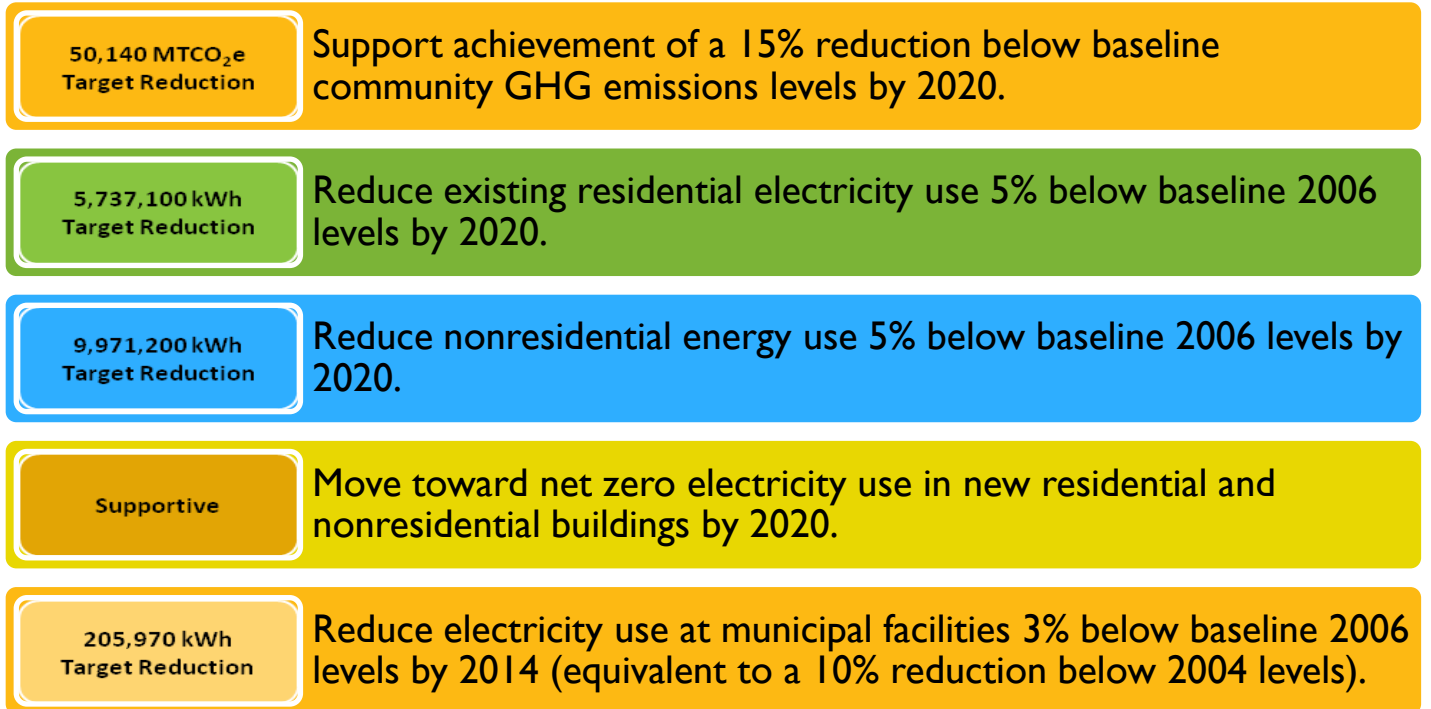 50,140 MTCO₂e
Target Reduction
Support achievement of a 15% reduction below baseline
community GHG emissions levels by 2020.
5,737,100 kWh
Target Reduction
Reduce existing residential electricity use 5% below baseline 2006
levels by 2020.
9,971,200 kWh
Target Reduction
Reduce nonresidential energy use 5% below baseline 2006 levels by
2020.
Supportive
Move toward net zero electricity use in new residential and
nonresidential buildings by 2020.
205,970 kWh
Target Reduction
Reduce electricity use at municipal facilities 3% below baseline 2006
levels by 2014 (equivalent to a 10% reduction below 2004 levels).